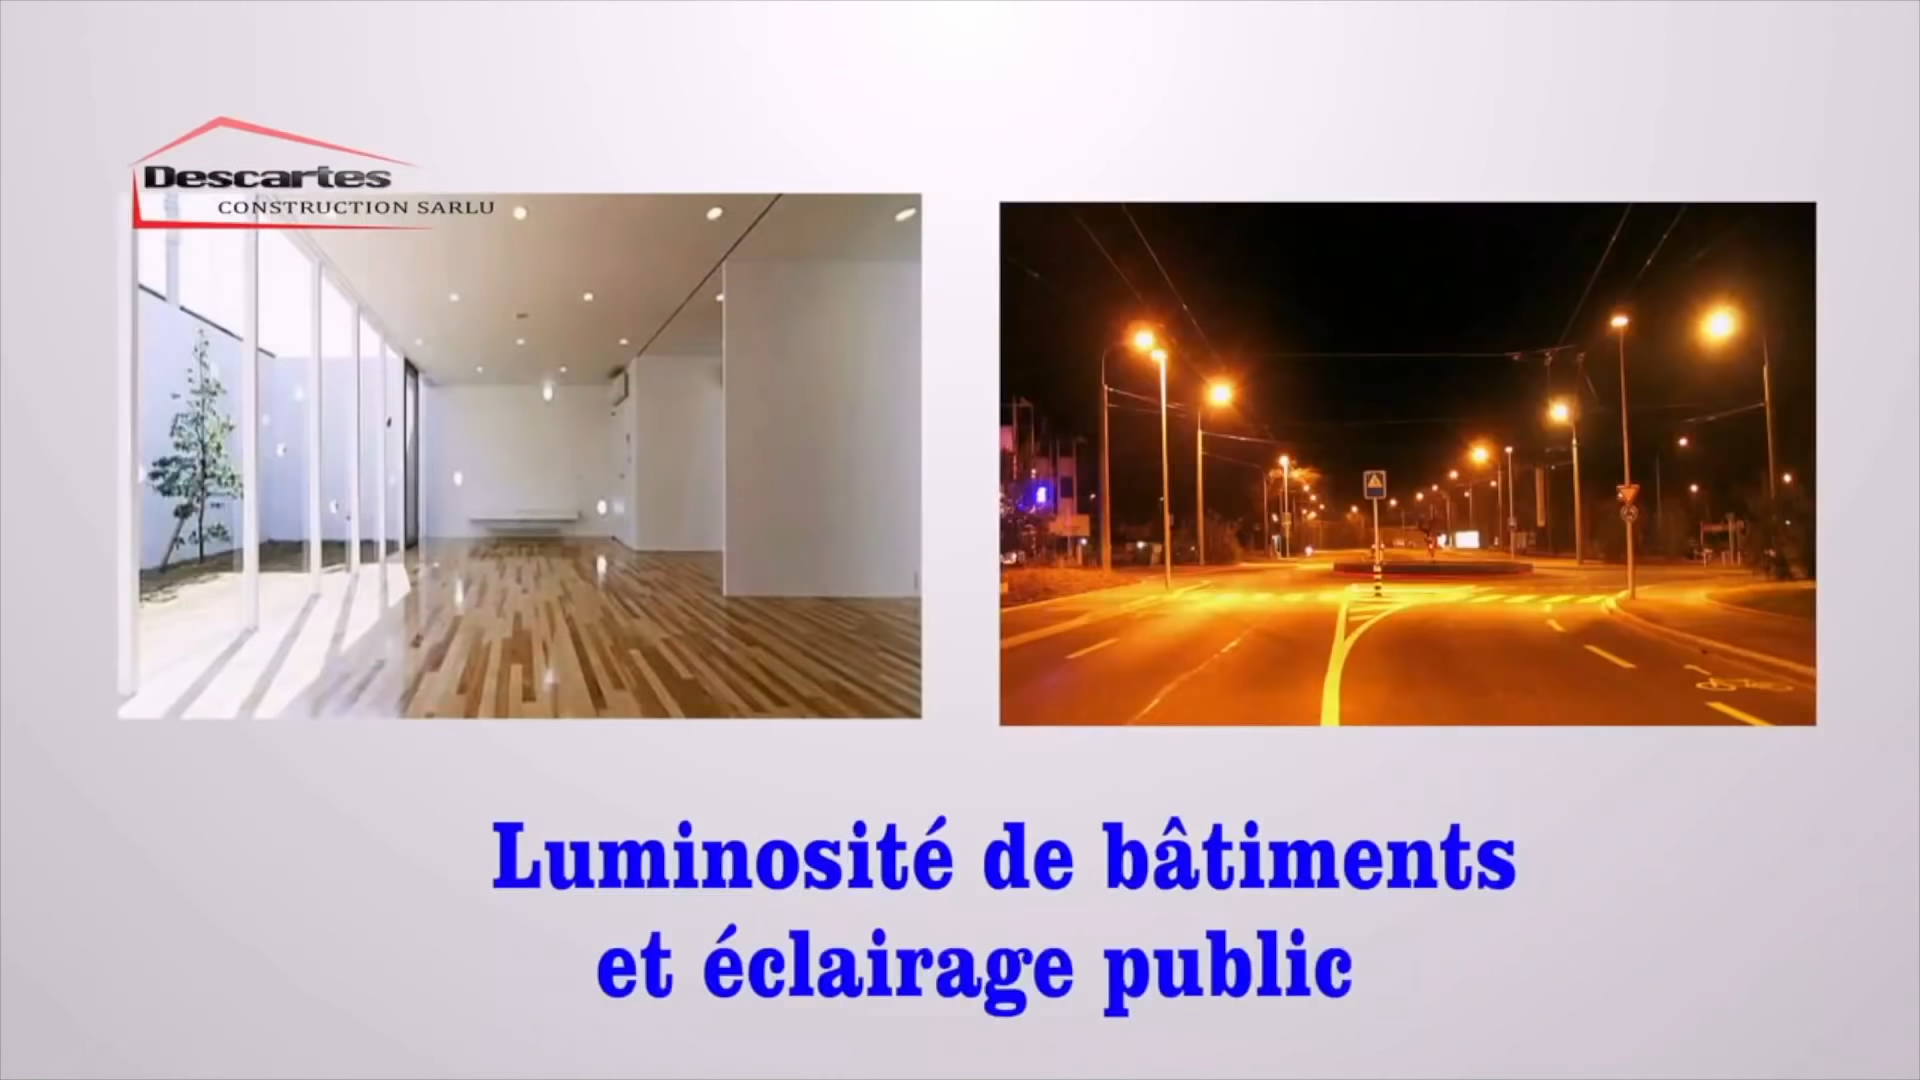 Descartes
CONSTRUCTION SARLU
Luminosité de bâtiments
et éclairage public